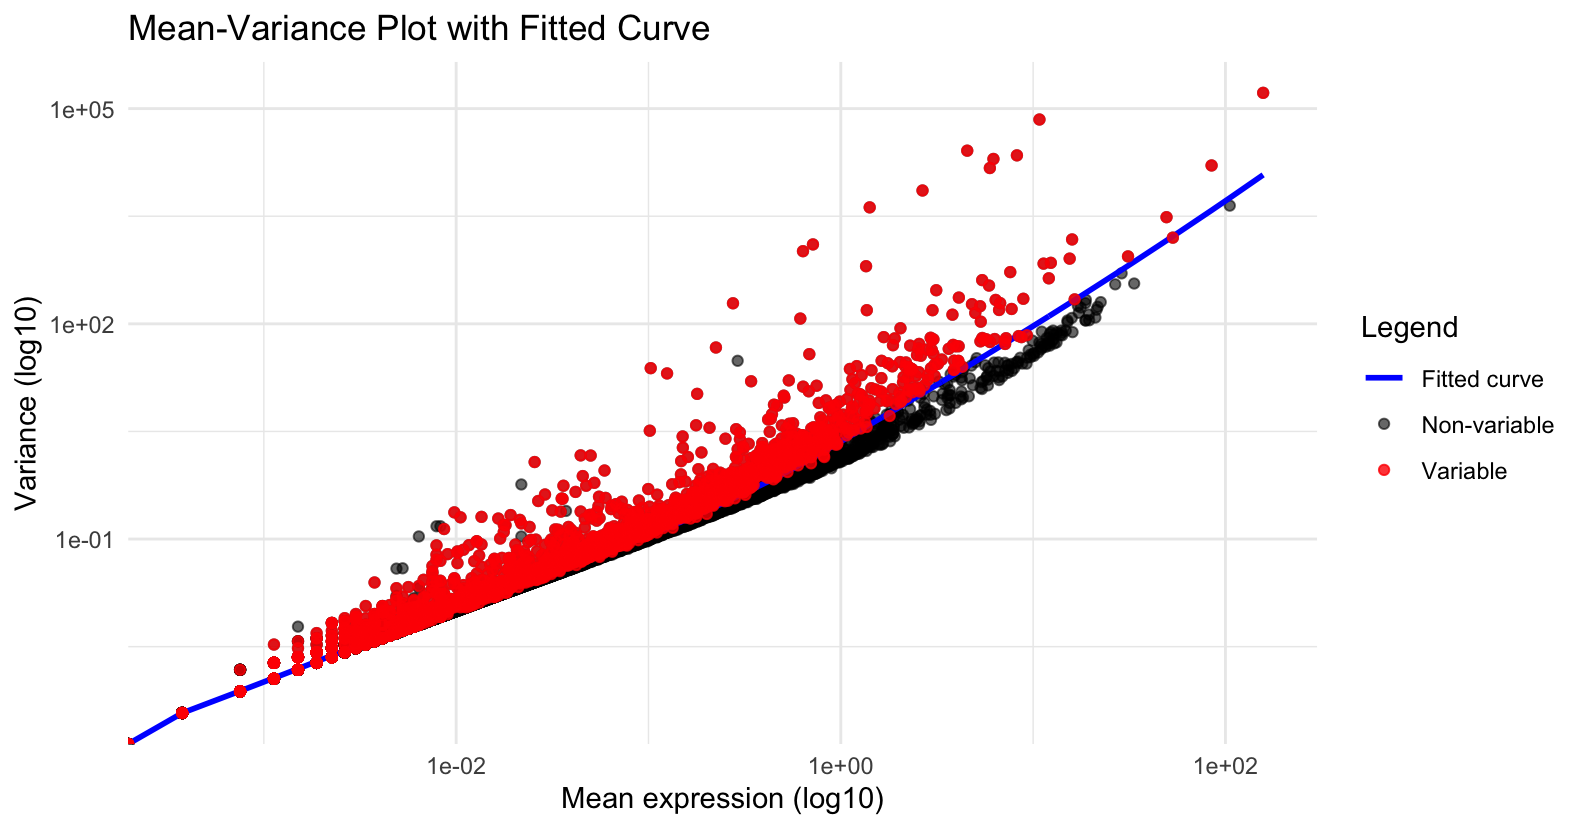 Mean-Variance Plot with Fitted Curve
1e+05
1e+02
1e-01
Variance (log10)
1e-02
1e+00
1e+02
Mean expression (log10)
Legend
Fitted curve
Non-variable
Variable